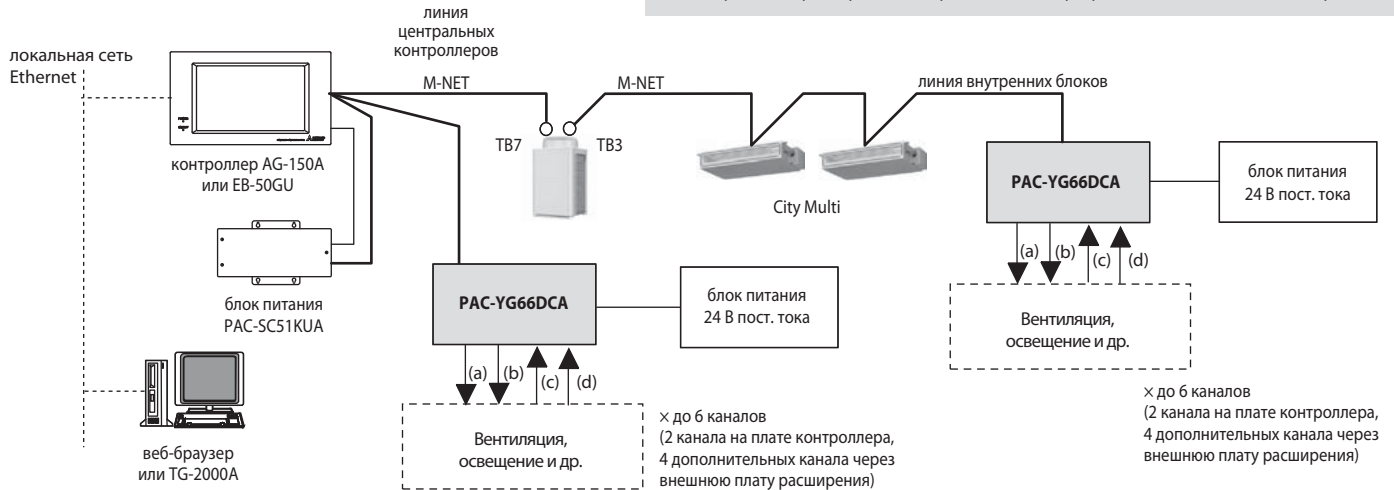 линия
центральных
контроллеров
локальная сеть
Ethernet
M-NET
M-NET
линия внутренних блоков
TB7
TB3
контроллер AG-150A
или EB-50GU
City Multi
PAC-YG66DCA
блок питания
24 В пост. тока
(a)
(b)
(c)
(d)
Вентиляция,
освещение и др.
× до 6 каналов
(2 канала на плате контроллера,
4 дополнительных канала через
внешнюю плату расширения)
блок питания
PAC-SC51KUA
PAC-YG66DCA
блок питания
24 В пост. тока
(a)
(b)
(c)
(d)
Вентиляция,
освещение и др.
× до 6 каналов
(2 канала на плате контроллера,
4 дополнительных канала через
внешнюю плату расширения)
веб-браузер
или TG-2000A